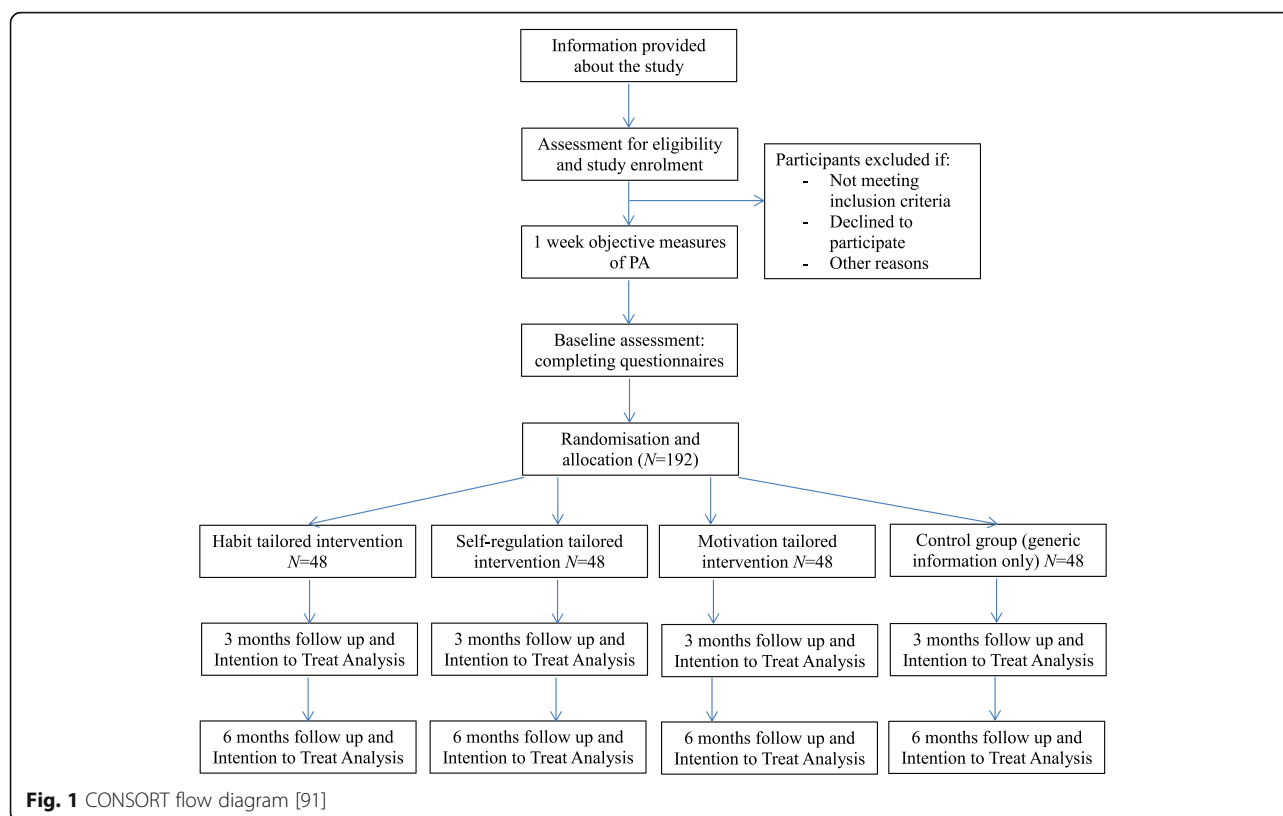 Information provided
about the study
Assessment for eligibility
and study enrolment
Participants excluded if:
- Not meeting
inclusion criteria
- Declined to
participate
- Other reasons
1 week objective measures
of PA
Baseline assessment:
completing questionnaires
Randomisation and
allocation (N=192)
Habit tailored intervention
N=48
Self-regulation tailored
intervention N=48
Motivation tailored
intervention N=48
Control group (generic
information only) N=48
3 months follow up and
Intention to Treat Analysis
3 months follow up and
Intention to Treat Analysis
3 months follow up and
Intention to Treat Analysis
3 months follow up and
Intention to Treat Analysis
6 months follow up and
Intention to Treat Analysis
6 months follow up and
Intention to Treat Analysis
6 months follow up and
Intention to Treat Analysis
6 months follow up and
Intention to Treat Analysis
Fig. 1 CONSORT flow diagram [91]